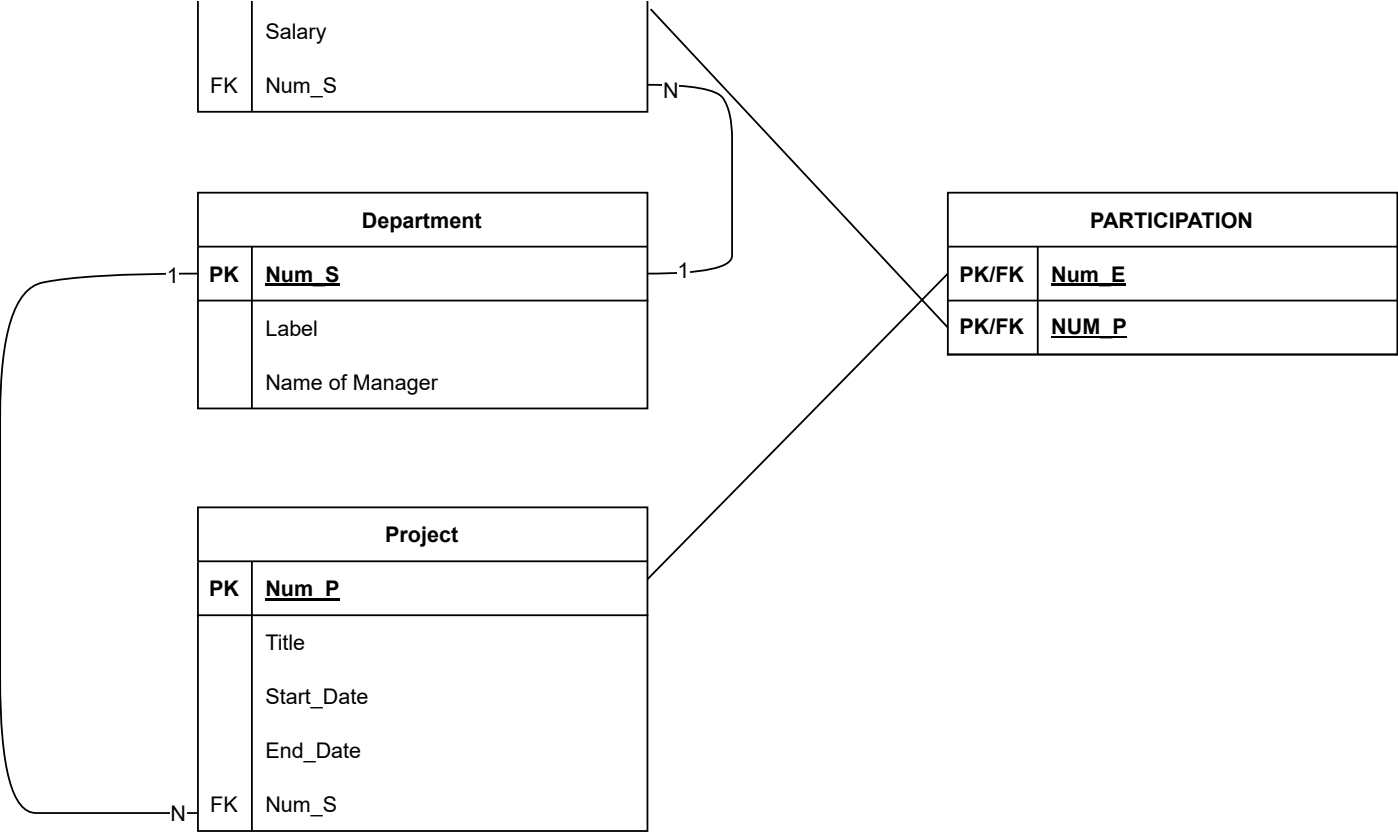 Salary
FK Num_S
N
Department
1 PK Num_S 1
Label
Name of Manager
PARTICIPATION
PK/FK Num_E
PK/FK NUM_P
Project
PK Num_P
Title
Start_Date
End_Date
N FK Num_S